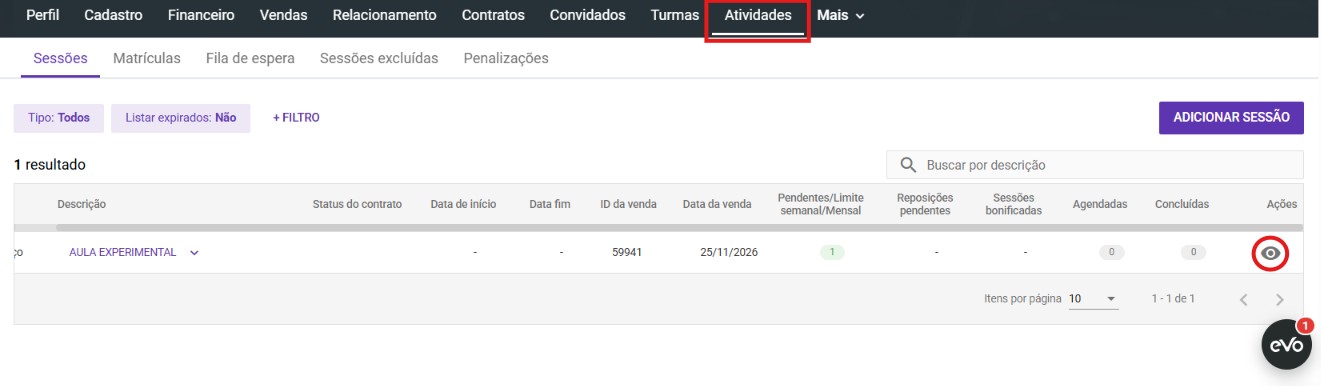 Perfil Cadastro Financeiro Vendas Relacionamento Contratos Convidados Turmas Atividades Mais
Sessões Matrículas Fila de espera Sessões excluídas Penalizações
Tipo: Todos Listar expirados: Não + FILTRO ADICIONAR SESSÃO
1 resultado Buscar por descrição
Descrição Status do contrato Data de início Data fim ID da venda Data da venda Pendentes/Limite semanal/Mensal Reposições pendentes Sessões bonificadas Agendadas Concluídas Ações
ço AULA EXPERIMENTAL - - 59941 25/11/2026 1 - - 0 0
Itens por página 10 1 - 1 de 1
evo 1